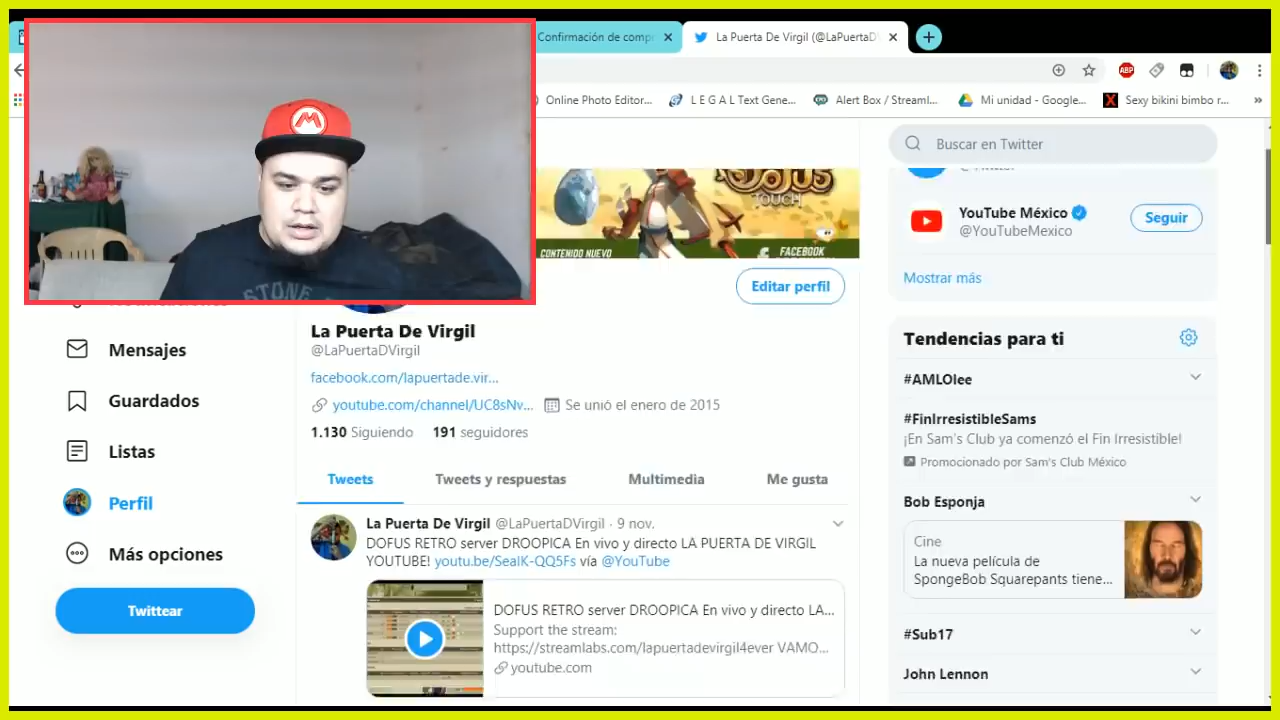 Confirmación de comp
La Puerta De Virgil (@LaPuertaD
ABP
Online Photo Editor...
L E G A L Text Gene...
Alert Box / Streaml...
Mi unidad - Google...
X
Sexy bikini bimbo r...
M
STONE
DOFUS
TOUCH
CONTENIDO NUEVO
FACEBOOK
Editar perfil
La Puerta De Virgil
@LaPuertaDVirgil
facebook.com/lapuertade.vir...
youtube.com/channel/UC8sNv...
Se unió el enero de 2015
1.130 Siguiendo
191 seguidores
Mensajes
Guardados
Listas
Perfil
Más opciones
Twittear
Tweets
Tweets y respuestas
Multimedia
Me gusta
La Puerta De Virgil @LaPuertaDVirgil · 9 nov.
DOFUS RETRO server DROOPICA En vivo y directo LA PUERTA DE VIRGIL
YOUTUBE! youtu.be/SeaIK-QQ5Fs vía @YouTube
DOFUS RETRO server DROOPICA En vivo y directo LA...
Support the stream:
https://streamlabs.com/lapuertadevirgil4ever VAMO...
youtube.com
Buscar en Twitter
YouTube México
@YouTubeMexico
Seguir
Mostrar más
Tendencias para ti
#AMLOlee
#FinIrresistibleSams
¡En Sam's Club ya comenzó el Fin Irresistible!
Promocionado por Sam's Club México
Bob Esponja
Cine
La nueva película de
SpongeBob Squarepants tiene...
#Sub17
John Lennon